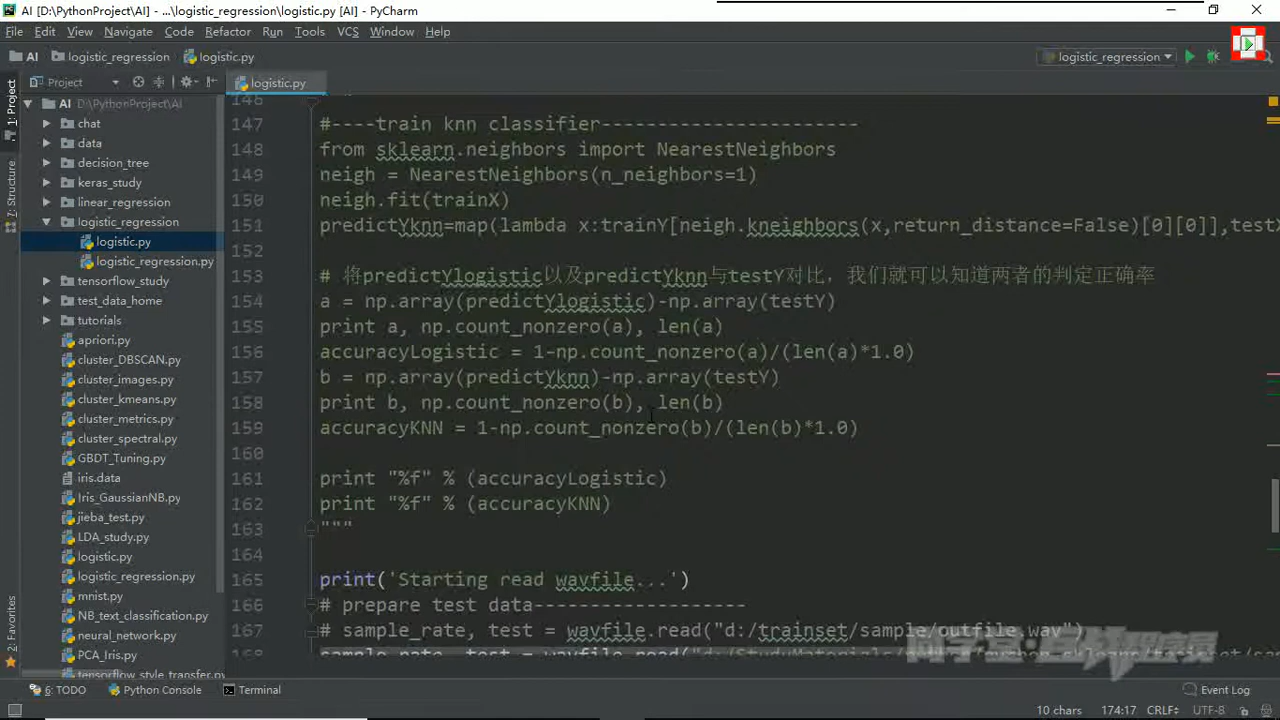 AI [D:\PythonProject\AI] - ...\logistic_regression\logistic.py [AI] - PyCharm
File Edit View Navigate Code Refactor Run Tools VCS Window Help
AI logistic_regression logistic.py logistic_regression
1: Project
7: Structure
2: Favorites
Project
AI D:\PythonProject\AI
chat
data
decision_tree
keras_study
linear_regression
logistic_regression
logistic.py
logistic_regression.py
tensorflow_study
test_data_home
tutorials
apriori.py
cluster_DBSCAN.py
cluster_images.py
cluster_kmeans.py
cluster_metrics.py
cluster_spectral.py
GBDT_Tuning.py
iris.data
Iris_GaussianNB.py
jieba_test.py
LDA_study.py
logistic.py
logistic_regression.py
mnist.py
NB_text_classification.py
neural_network.py
PCA_Iris.py
tensorflow_style_transfer.py
logistic.py
146
147 #----train knn classifier-----------------------
148 from sklearn.neighbors import NearestNeighbors
149 neigh = NearestNeighbors(n_neighbors=1)
150 neigh.fit(trainX)
151 predictYknn=map(lambda x:trainY[neigh.kneighbors(x,return_distance=False)[0][0]],testX
152
153 # 将predictYlogistic以及predictYknn与testY对比，我们就可以知道两者的判定正确率
154 a = np.array(predictYlogistic)-np.array(testY)
155 print a, np.count_nonzero(a), len(a)
156 accuracyLogistic = 1-np.count_nonzero(a)/(len(a)*1.0)
157 b = np.array(predictYknn)-np.array(testY)
158 print b, np.count_nonzero(b), len(b)
159 accuracyKNN = 1-np.count_nonzero(b)/(len(b)*1.0)
160
161 print "%f" % (accuracyLogistic)
162 print "%f" % (accuracyKNN)
163 """
164
165 print('Starting read wavfile...')
166 # prepare test data-------------------
167 # sample_rate, test = wavfile.read("d:/trainset/sample/outfile.wav")
168 sample_rate, test = wavfile.read("d:/StudyMaterials/python/python_sklearn/trainset/sa
6: TODO Python Console Terminal Event Log
10 chars 174:17 CRLF UTF-8